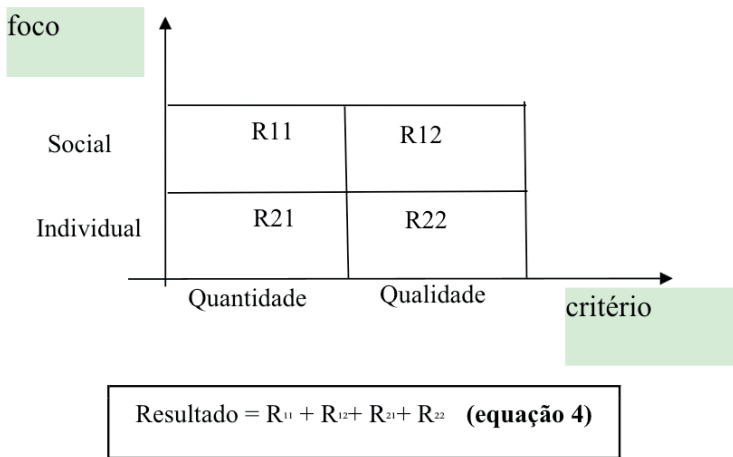 foco
Social
R11
R12
Individual
R21
R22
Quantidade
Qualidade
critério
Resultado = R11 + R12+ R21+ R22 (equação 4)